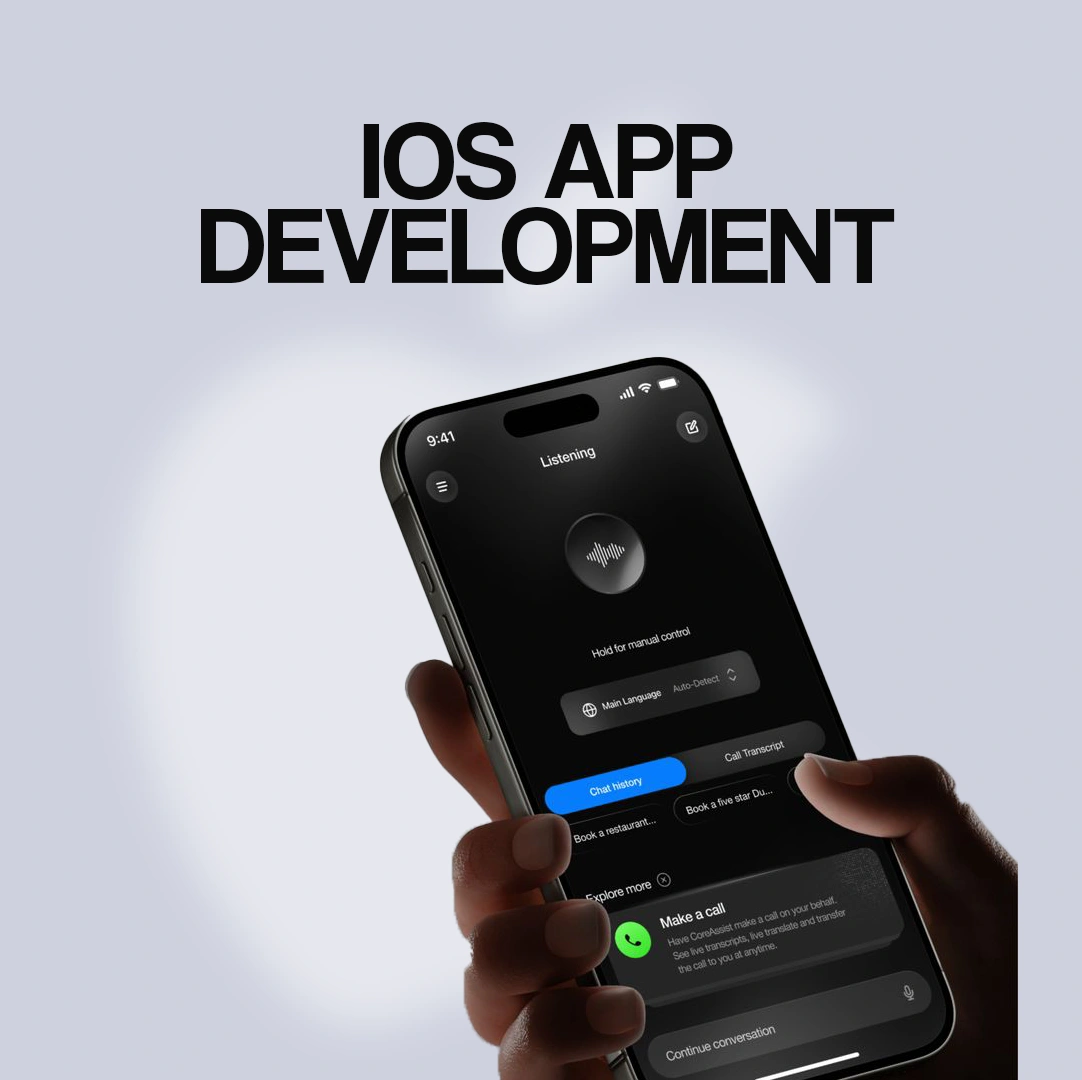 IOS APP
DEVELOPMENT
9:41
Listening
Hold for manual control
Main Language Auto-Detect
Chat history Call Transcript
Book a restaurant... Book a five star Du...
Explore more
Make a call
Have CoreAssist make a call on your behalf.
See live transcripts, live translate and transfer
the call to you at anytime.
Continue conversation